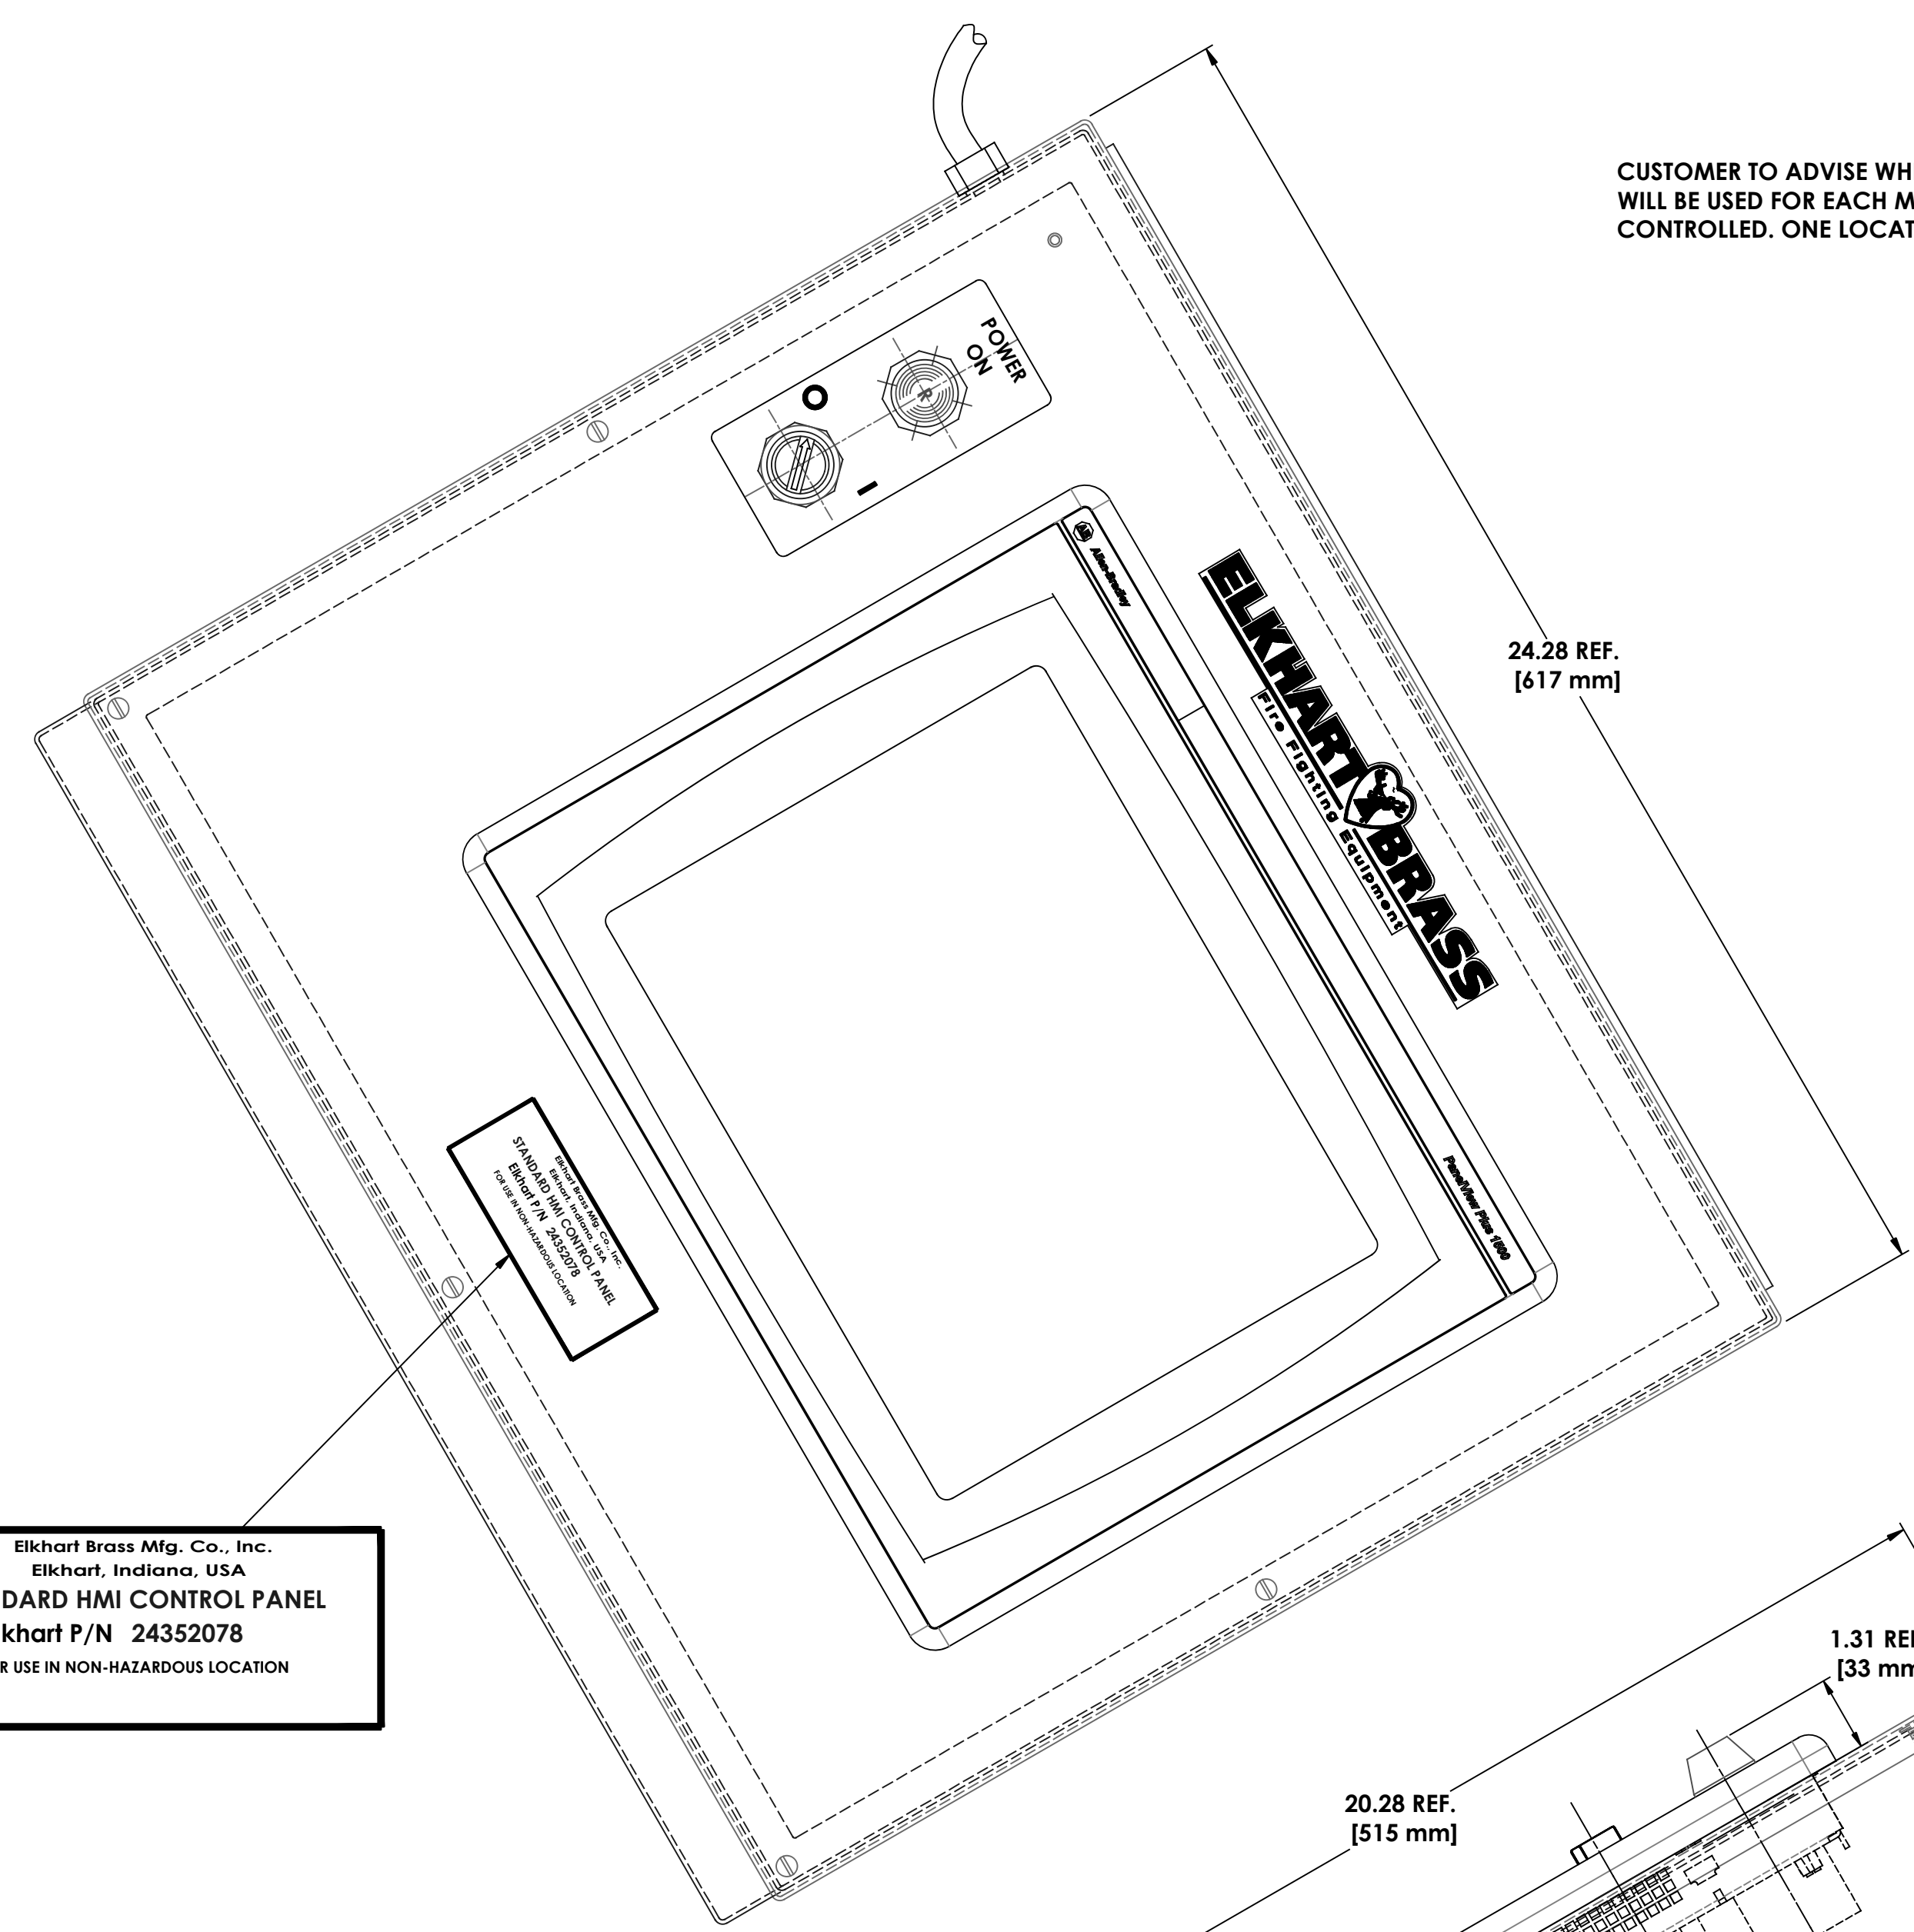 CUSTOMER TO ADVISE WH
WILL BE USED FOR EACH M
CONTROLLED. ONE LOCAT
POWER
ON
R
Allen-Bradley
ELKHART BRASS
Fire Fighting Equipment
24.28 REF.
[617 mm]
Elkhart Brass Mfg. Co., Inc.
Elkhart, Indiana, USA
STANDARD HMI CONTROL PANEL
Elkhart P/N 24352078
FOR USE IN NON-HAZARDOUS LOCATION
PanelView Plus 1500
Elkhart Brass Mfg. Co., Inc.
Elkhart, Indiana, USA
DARD HMI CONTROL PANEL
khart P/N 24352078
R USE IN NON-HAZARDOUS LOCATION
1.31 REF
[33 mm
20.28 REF.
[515 mm]